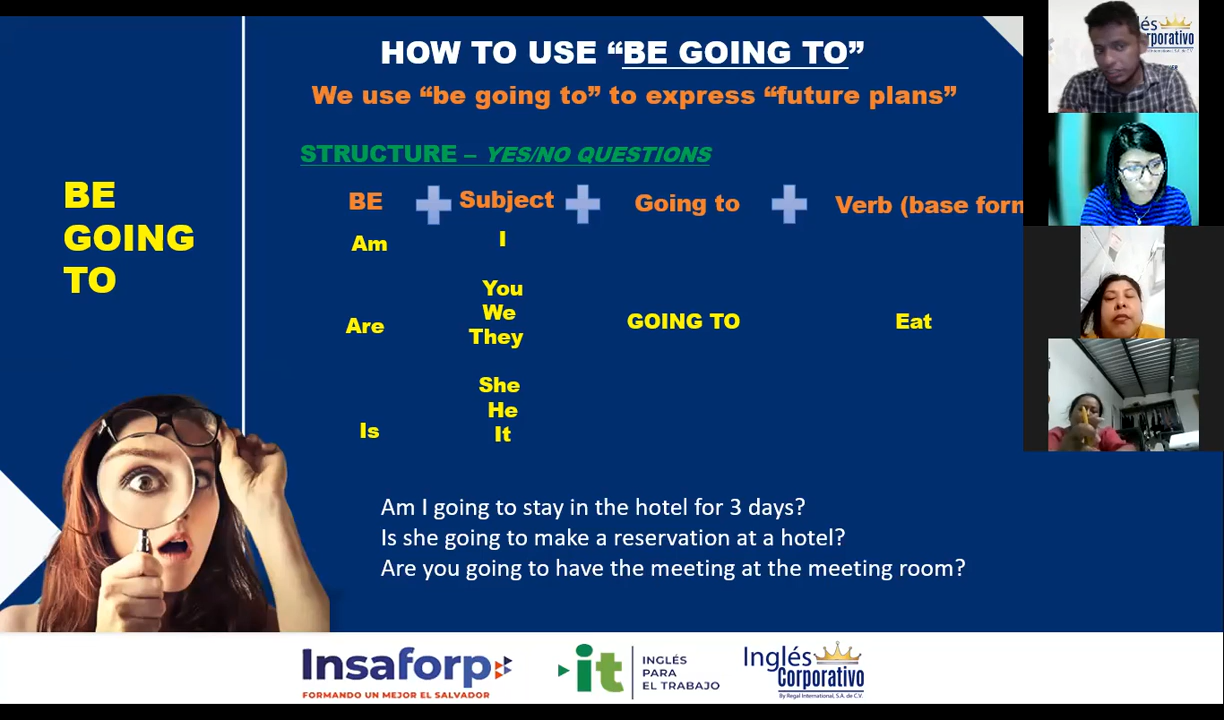 HOW TO USE “BE GOING TO”
We use “be going to” to express “future plans”
STRUCTURE – YES/NO QUESTIONS
BE
GOING
TO
BE + Subject + Going to + Verb (base form
Am I
You
We
They
Are GOING TO Eat
She
He
It
Is
Am I going to stay in the hotel for 3 days?
Is she going to make a reservation at a hotel?
Are you going to have the meeting at the meeting room?
Insaforp
FORMANDO UN MEJOR EL SALVADOR
it
INGLÉS
PARA
EL TRABAJO
Inglés
Corporativo
By Regal International, S.A. de C.V.
lés
rporativo